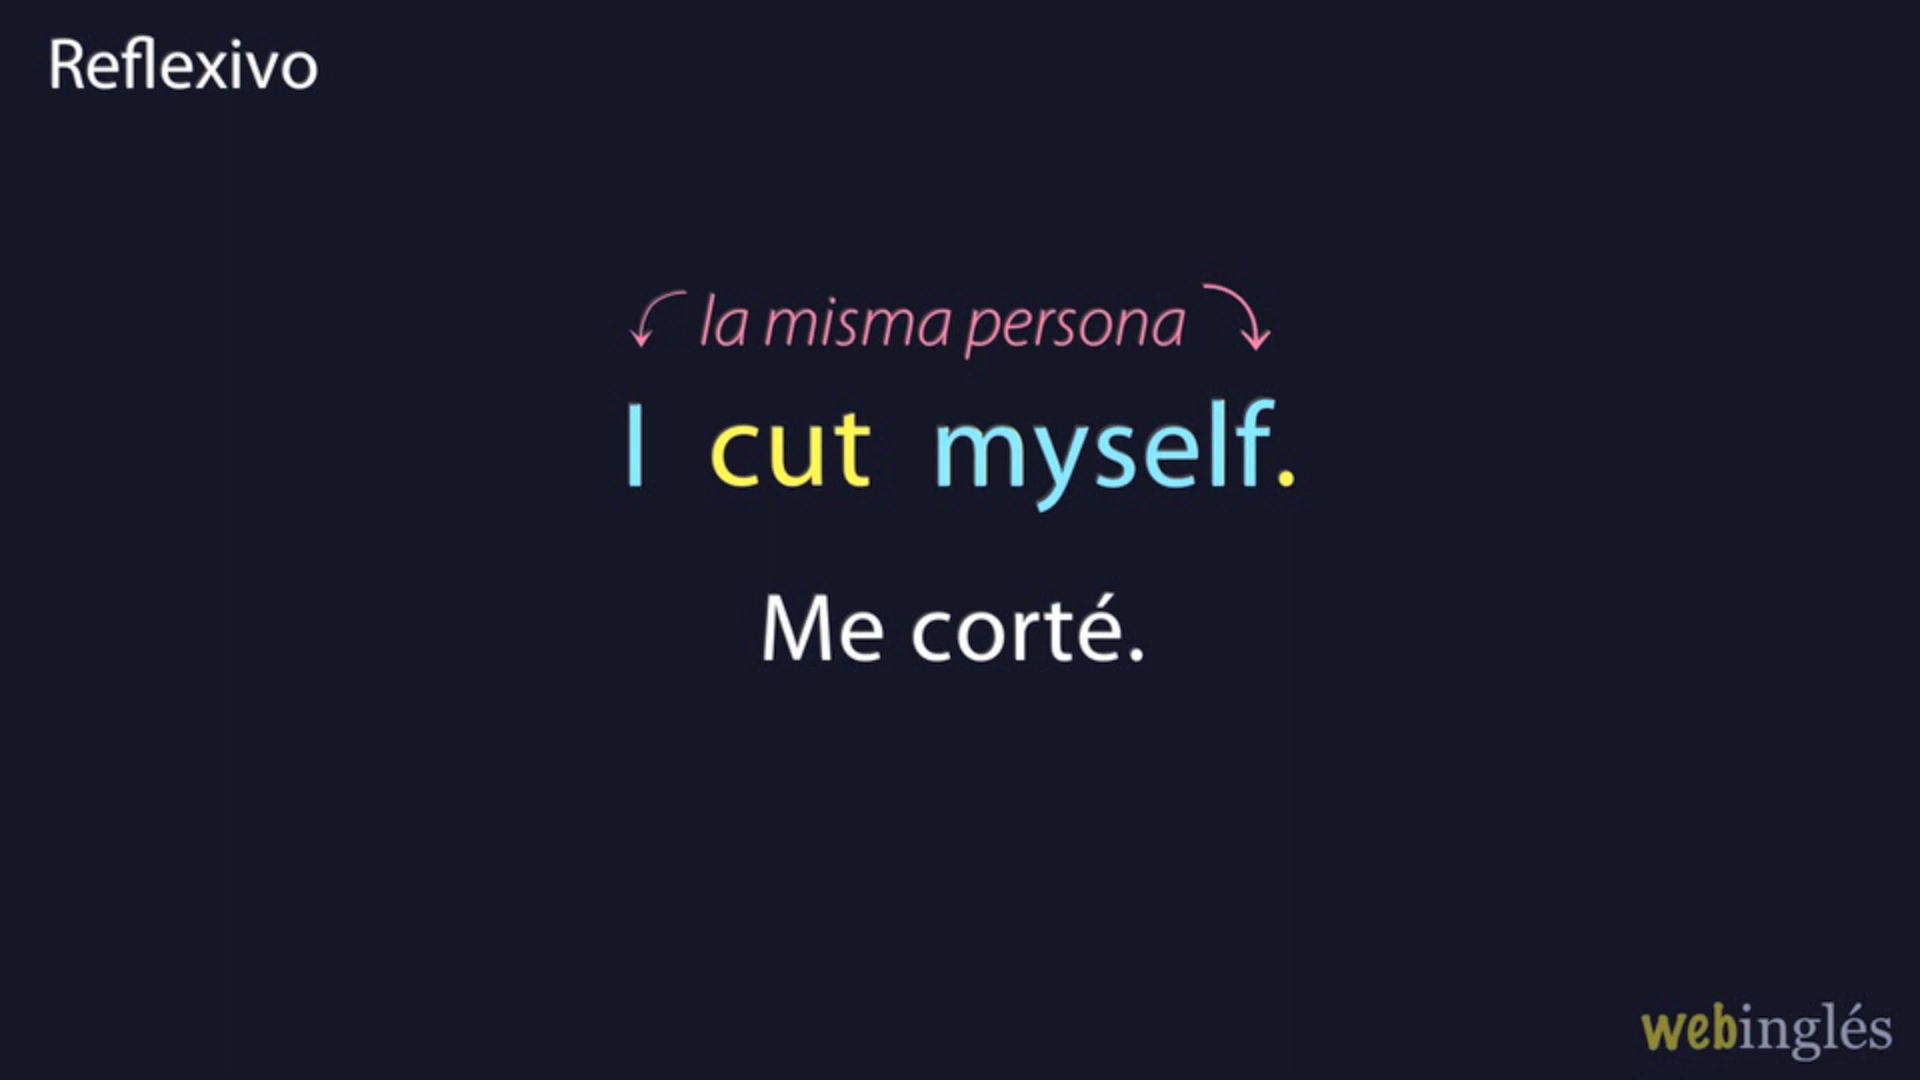 Reflexivo
la misma persona
I cut myself.
Me corté.
webinglés